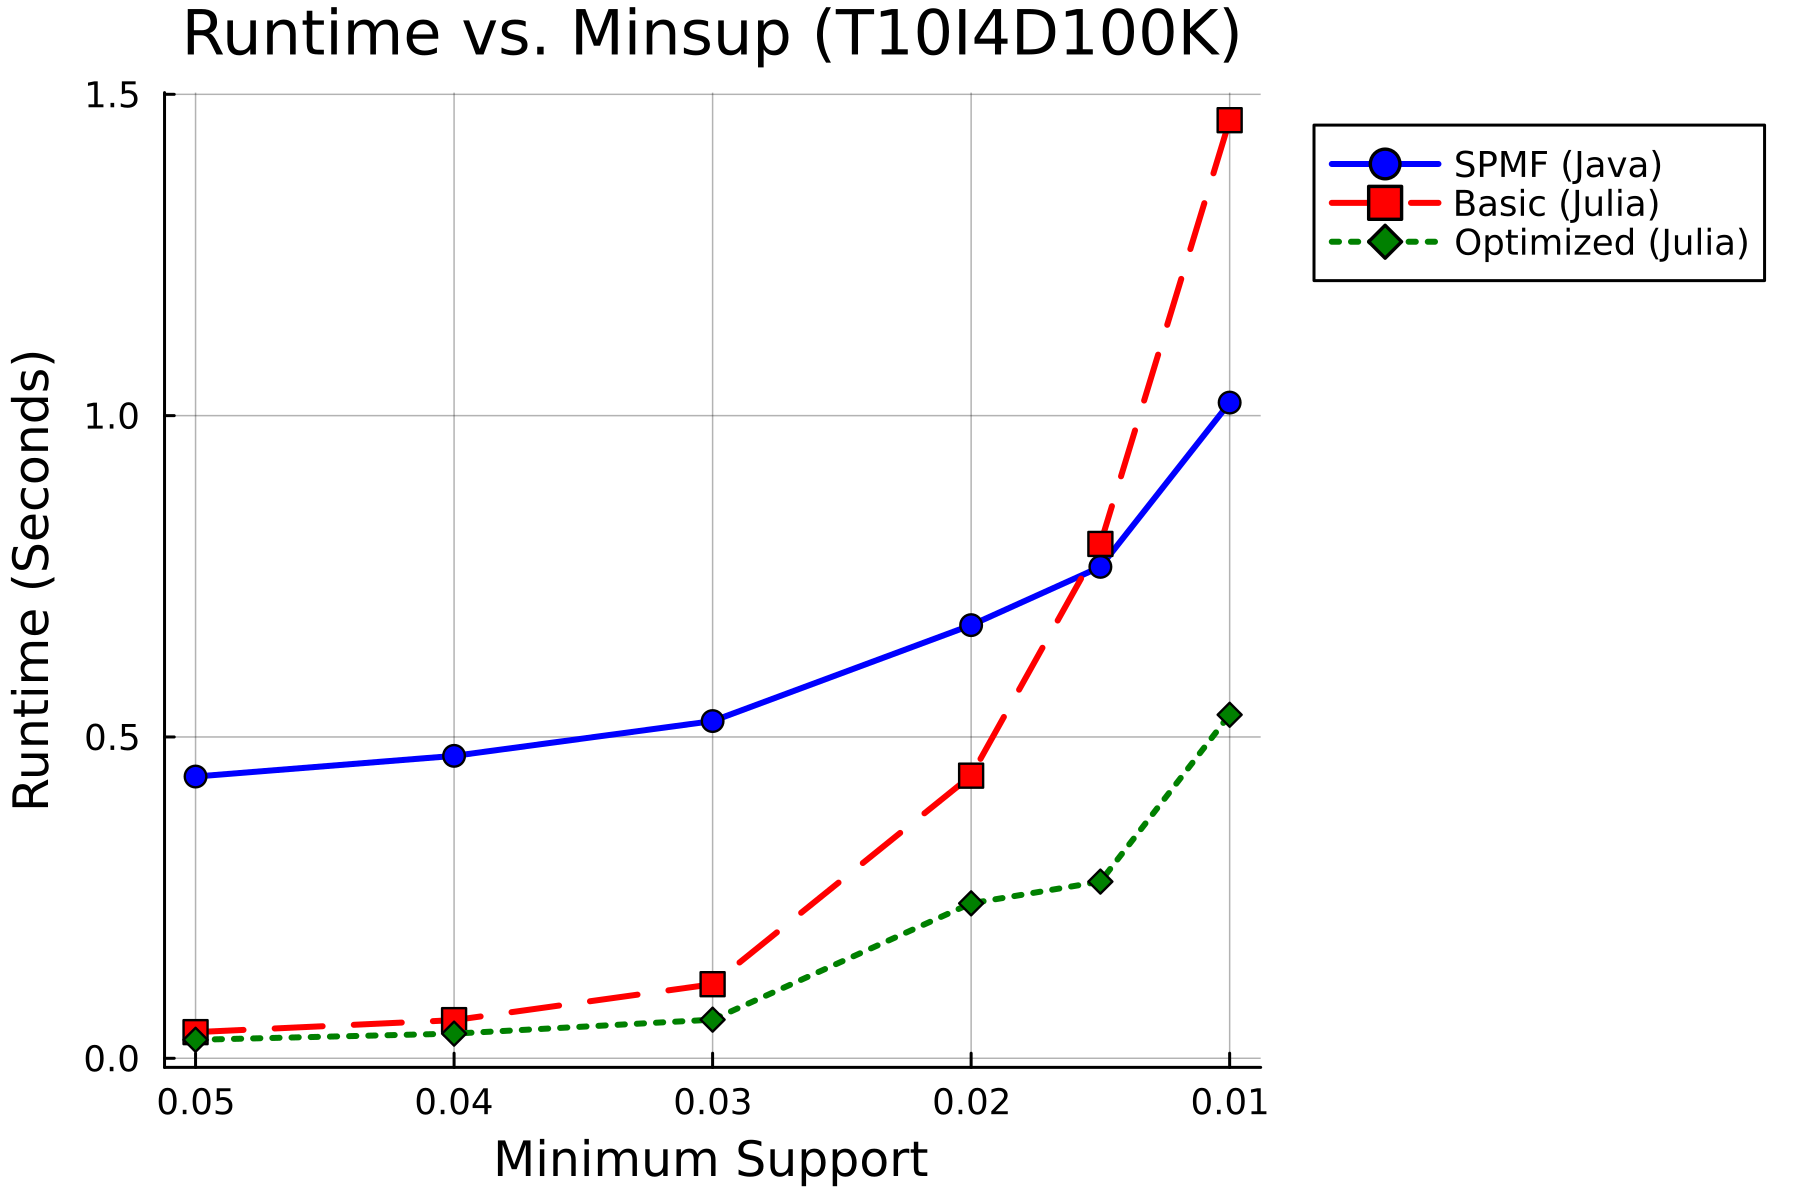 Runtime vs. Minsup (T10I4D100K)
1.5
1.0
0.5
0.0
Runtime (Seconds)
0.05 0.04 0.03 0.02 0.01
Minimum Support
SPMF (Java)
Basic (Julia)
Optimized (Julia)